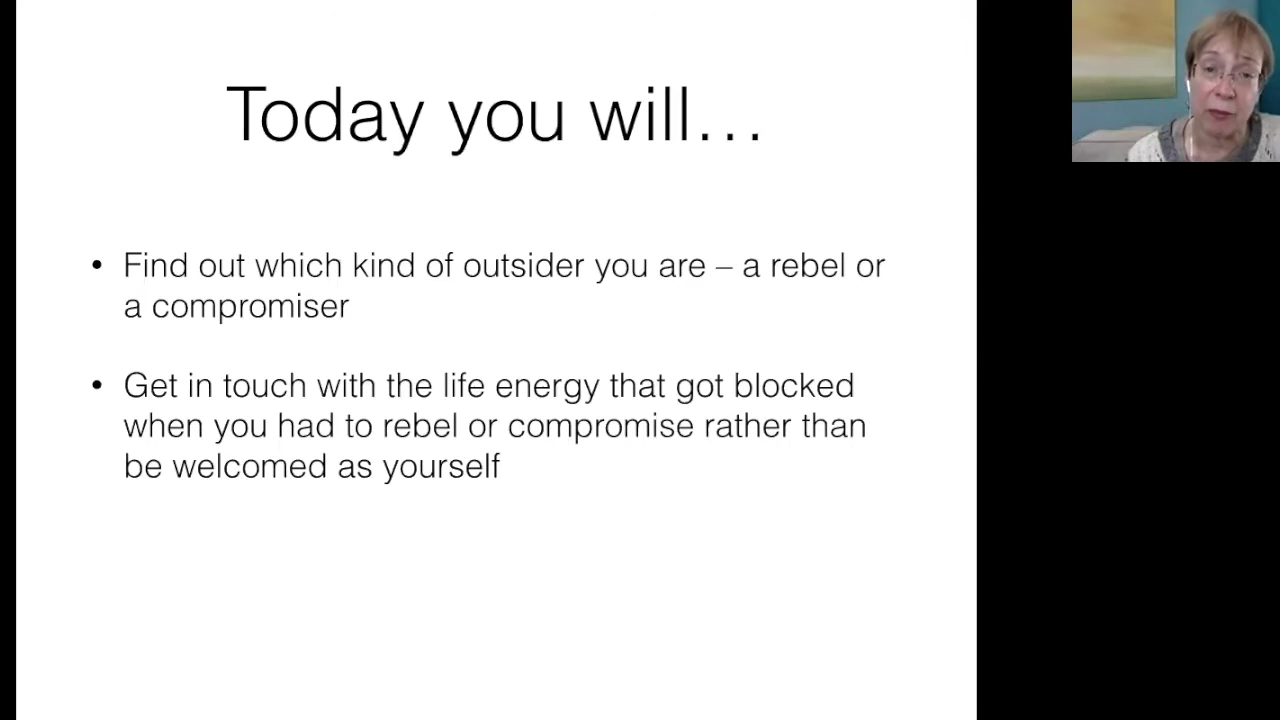 Today you will…
• Find out which kind of outsider you are – a rebel or
a compromiser
• Get in touch with the life energy that got blocked
when you had to rebel or compromise rather than
be welcomed as yourself